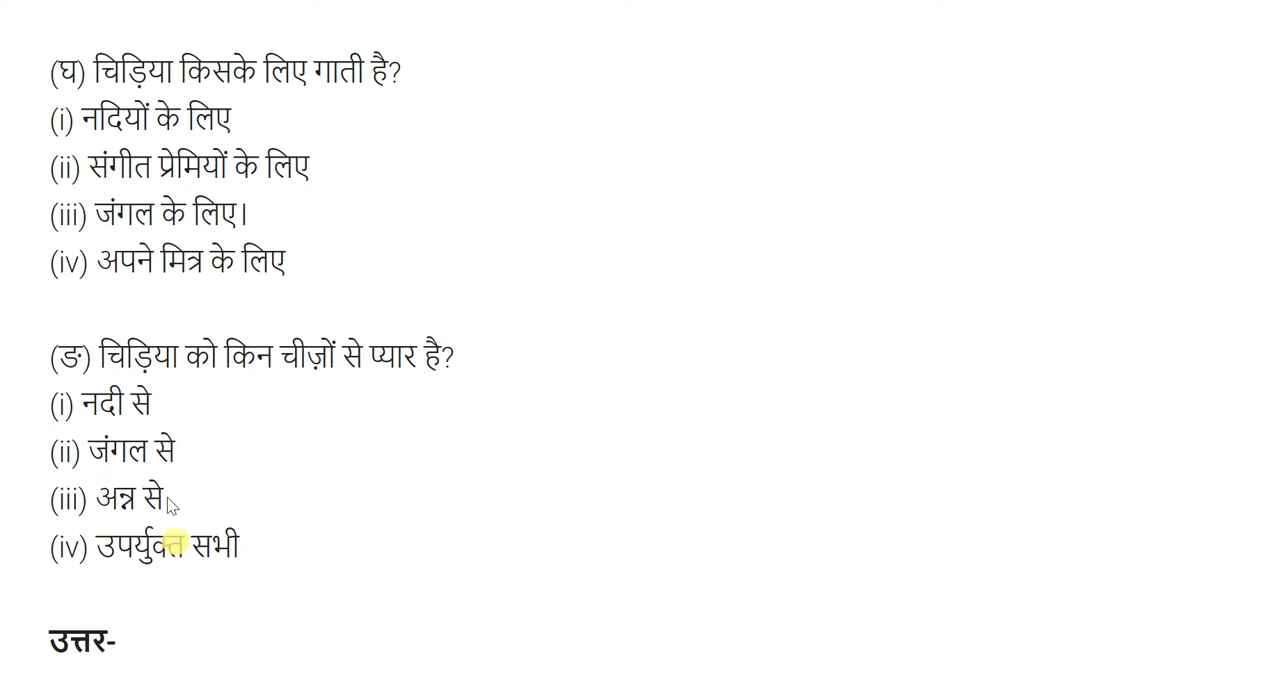 (घ) चिड़िया किसके लिए गाती है?
(i) नदियों के लिए
(ii) संगीत प्रेमियों के लिए
(iii) जंगल के लिए।
(iv) अपने मित्र के लिए
(ङ) चिड़िया को किन चीज़ों से प्यार है?
(i) नदी से
(ii) जंगल से
(iii) अन्न से
(iv) उपर्युक्त सभी
उत्तर-